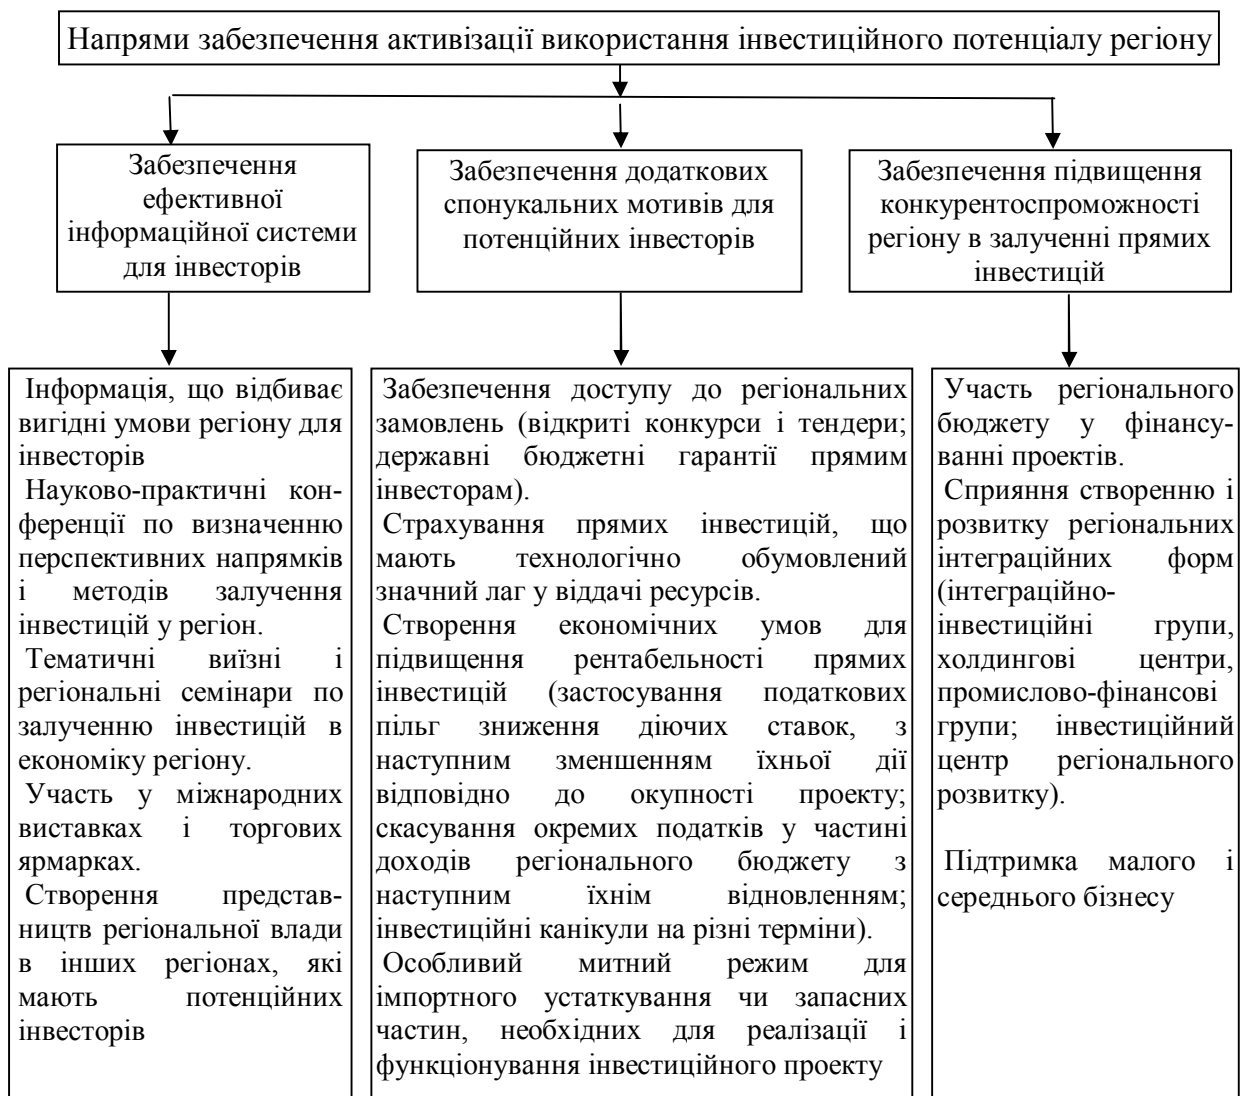 Напрями забезпечення активізації використання інвестиційного потенціалу регіону
Забезпечення
ефективної
інформаційної системи
для інвесторів
Забезпечення додаткових
спонукальних мотивів для
потенційних інвесторів
Забезпечення підвищення
конкурентоспроможності
регіону в залученні прямих
інвестицій
Інформація, що відбиває
вигідні умови регіону для
інвесторів
Науково-практичні кон-
ференції по визначенню
перспективних напрямків
і методів залучення
інвестицій у регіон.
Тематичні виїзні і
регіональні семінари по
залученню інвестицій в
економіку регіону.
Участь у міжнародних
виставках і торгових
ярмарках.
Створення представ-
ництв регіональної влади
в інших регіонах, які
мають потенційних
інвесторів
Забезпечення доступу до регіональних
замовлень (відкриті конкурси і тендери;
державні бюджетні гарантії прямим
інвесторам).
Страхування прямих інвестицій, що
мають технологічно обумовлений
значний лаг у віддачі ресурсів.
Створення економічних умов для
підвищення рентабельності прямих
інвестицій (застосування податкових
пільг зниження діючих ставок, з
наступним зменшенням їхньої дії
відповідно до окупності проекту;
скасування окремих податків у частині
доходів регіонального бюджету з
наступним їхнім відновленням;
інвестиційні канікули на різні терміни).
Особливий митний режим для
імпортного устаткування чи запасних
частин, необхідних для реалізації і
функціонування інвестиційного проекту
Участь регіонального
бюджету у фінансу-
ванні проектів.
Сприяння створенню і
розвитку регіональних
інтеграційних форм
(інтеграційно-
інвестиційні групи,
холдингові центри,
промислово-фінансові
групи; інвестиційний
центр регіонального
розвитку).
Підтримка малого і
середнього бізнесу